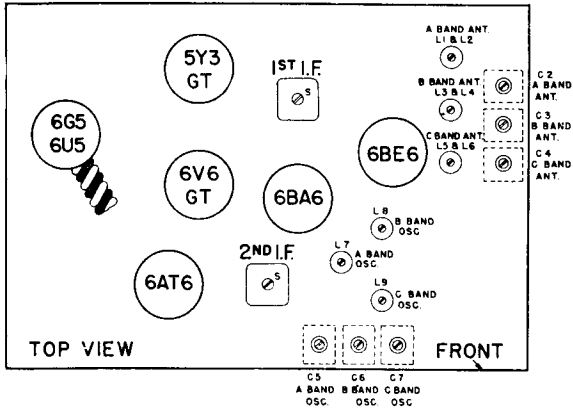 A BAND ANT.
L1 & L2
5Y3
GT
1ST I.F.
S
B BAND ANT.
L3 & L4
C2
A BAND
ANT.
C3
B BAND
ANT.
6G5
6U5
C BAND ANT.
L5 & L6
C4
C BAND
ANT.
6BE6
6V6
GT
6BA6
L8
B BAND
OSC.
2ND I.F.
S
L7
A BAND
OSC.
6AT6
L9
C BAND
OSC.
TOP VIEW
FRONT
C5
A BAND
OSC.
C6
B BAND
OSC.
C7
C BAND
OSC.